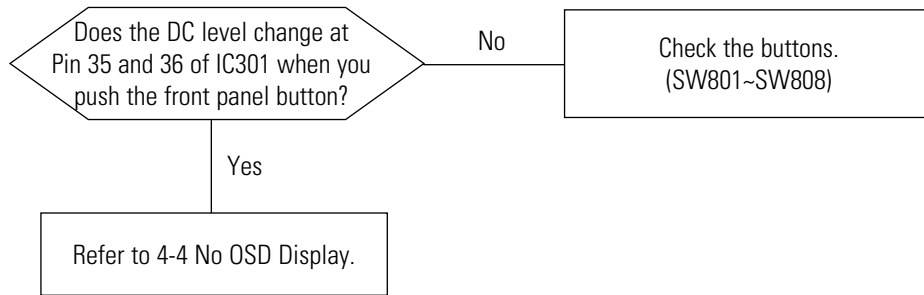 Does the DC level change at
Pin 35 and 36 of IC301 when you
push the front panel button?
No
Check the buttons.
(SW801~SW808)
Yes
Refer to 4-4 No OSD Display.